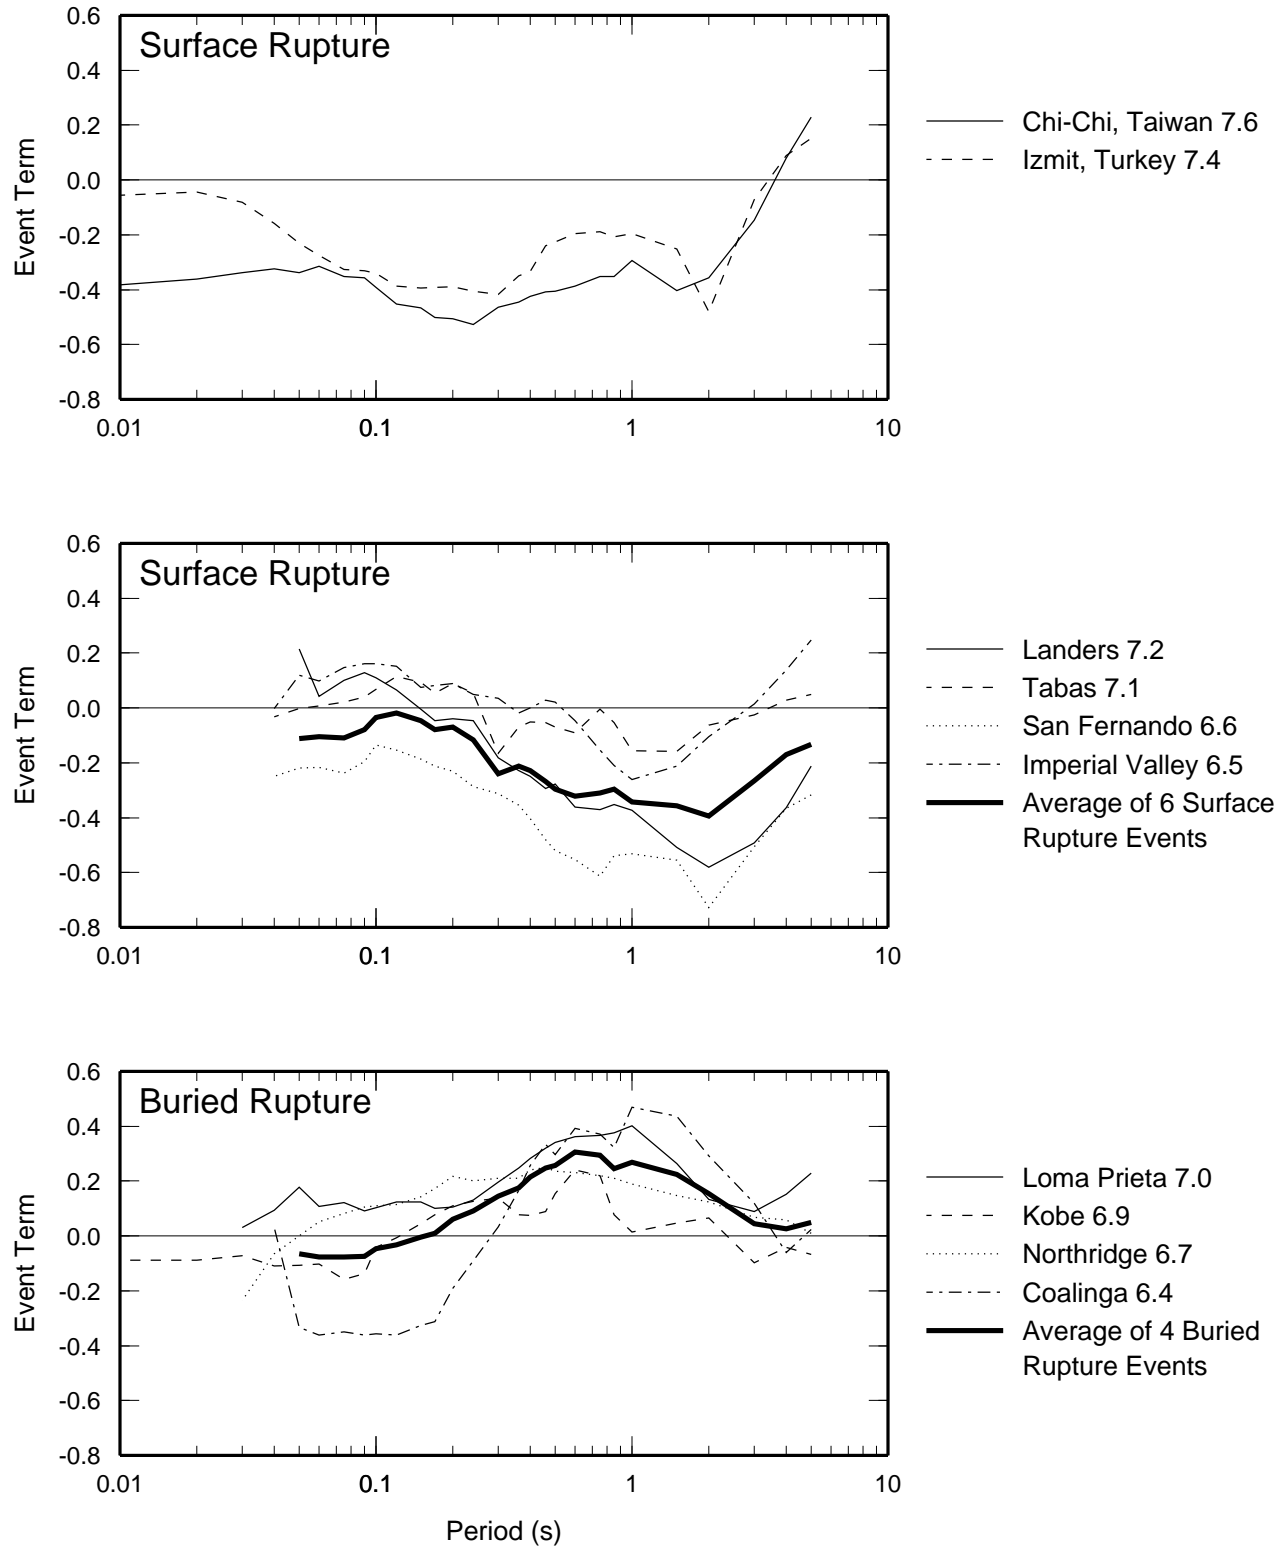 Surface Rupture
Event Term
0.6
0.4
0.2
0.0
-0.2
-0.4
-0.6
-0.8
0.01
0.1
1
10
Chi-Chi, Taiwan 7.6
Izmit, Turkey 7.4
Surface Rupture
Event Term
0.6
0.4
0.2
0.0
-0.2
-0.4
-0.6
-0.8
0.01
0.1
1
10
Landers 7.2
Tabas 7.1
San Fernando 6.6
Imperial Valley 6.5
Average of 6 Surface
Rupture Events
Buried Rupture
Event Term
0.6
0.4
0.2
0.0
-0.2
-0.4
-0.6
-0.8
0.01
0.1
1
10
Period (s)
Loma Prieta 7.0
Kobe 6.9
Northridge 6.7
Coalinga 6.4
Average of 4 Buried
Rupture Events